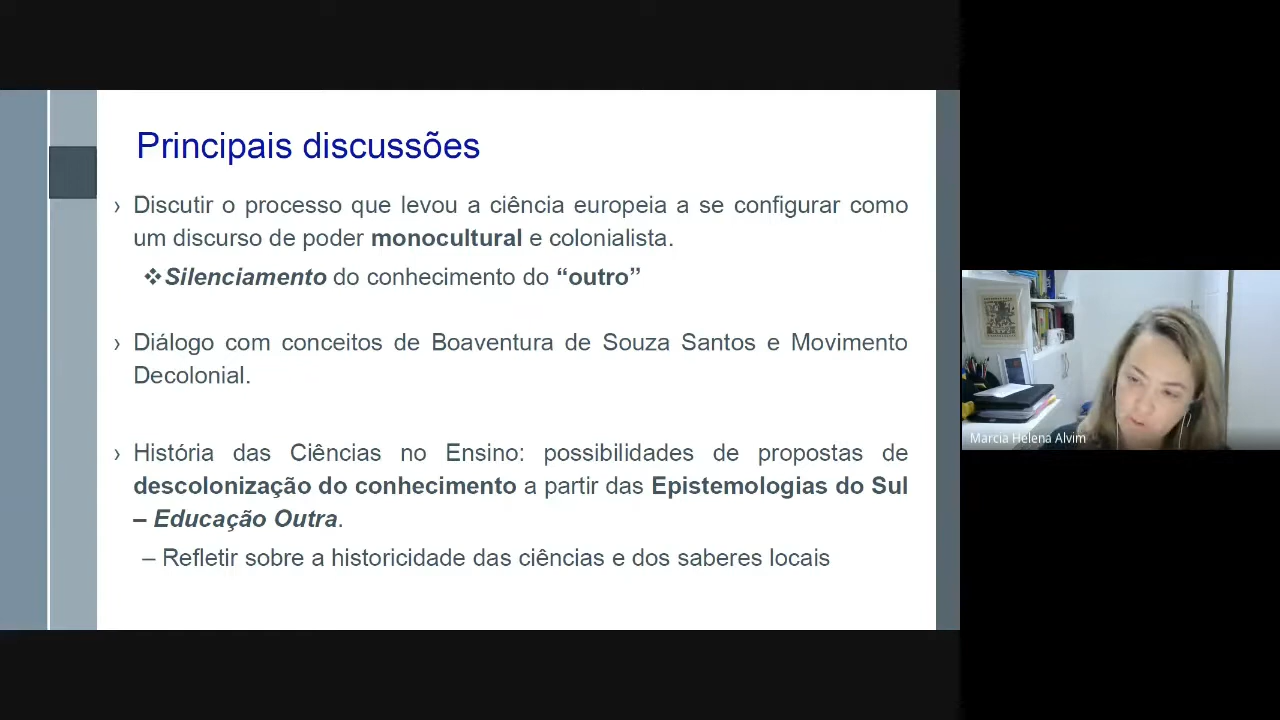 Principais discussões
› Discutir o processo que levou a ciência europeia a se configurar como
um discurso de poder monocultural e colonialista.
❖Silenciamento do conhecimento do “outro”
› Diálogo com conceitos de Boaventura de Souza Santos e Movimento
Decolonial.
› História das Ciências no Ensino: possibilidades de propostas de
descolonização do conhecimento a partir das Epistemologias do Sul
– Educação Outra.
– Refletir sobre a historicidade das ciências e dos saberes locais
Marcia Helena Alvim